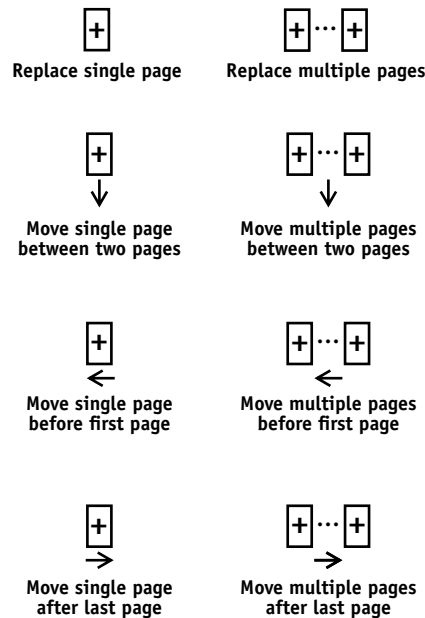 + + ... +
Replace single page Replace multiple pages
+ + ... +
Move single page
between two pages
Move multiple pages
between two pages
+ + ... +
Move single page
before first page
Move multiple pages
before first page
+ + ... +
Move single page
after last page
Move multiple pages
after last page